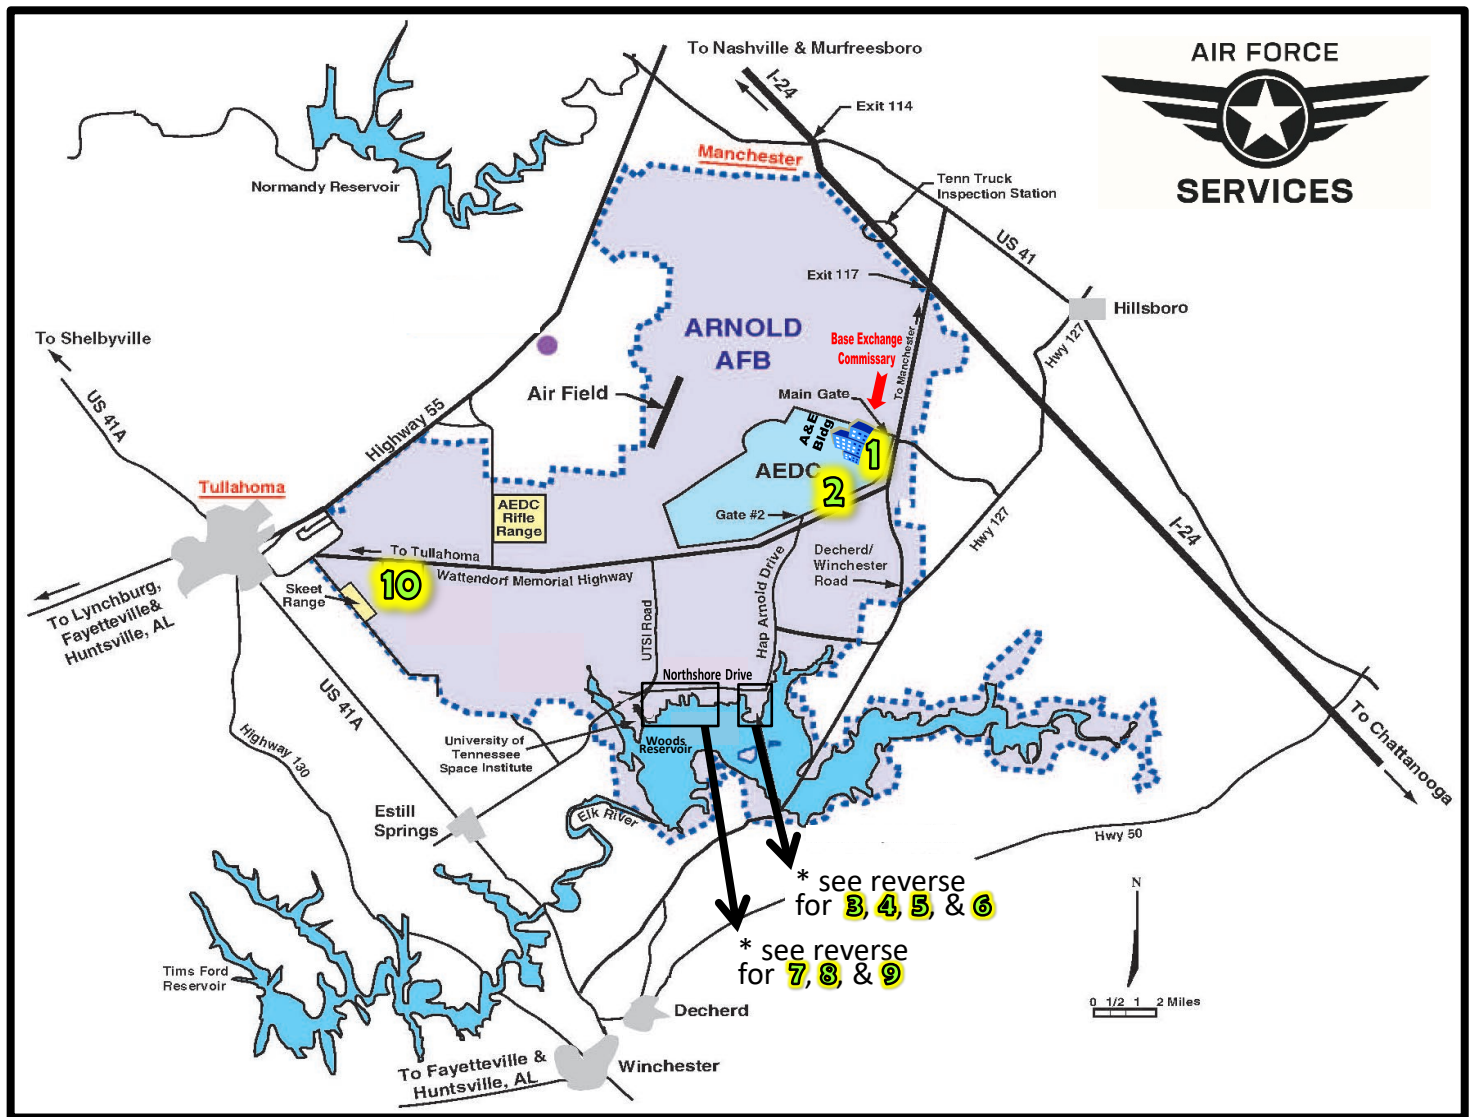 To Nashville & Murfreesboro
I-24
Exit 114
AIR FORCE
SERVICES
Manchester
Normandy Reservoir
Tenn Truck
Inspection Station
US 41
Exit 117
Hillsboro
To Shelbyville
ARNOLD
AFB
Base Exchange
Commissary
To Manchester
Hwy 127
US 41A
Highway 55
Air Field
Main Gate
A&E
Bldg
1
AEDC
2
Tullahoma
AEDC
Rifle
Range
Gate #2
Hwy 127
I-24
To Tullahoma
Wattendorf Memorial Highway
Decherd/
Winchester
Road
Skeet
Range
10
To Lynchburg,
Fayetteville&
Huntsville, AL
UTSI Road
Hap Arnold Drive
Northshore Drive
US 41A
Highway 130
University of
Tennessee
Space Institute
Woods
Reservoir
To Chattanooga
Estill
Springs
Elk River
Hwy 50
* see reverse
for 3, 4, 5, & 6
N
* see reverse
for 7, 8, & 9
Tims Ford
Reservoir
0 1/2 1 2 Miles
Decherd
To Fayetteville &
Huntsville, AL
Winchester